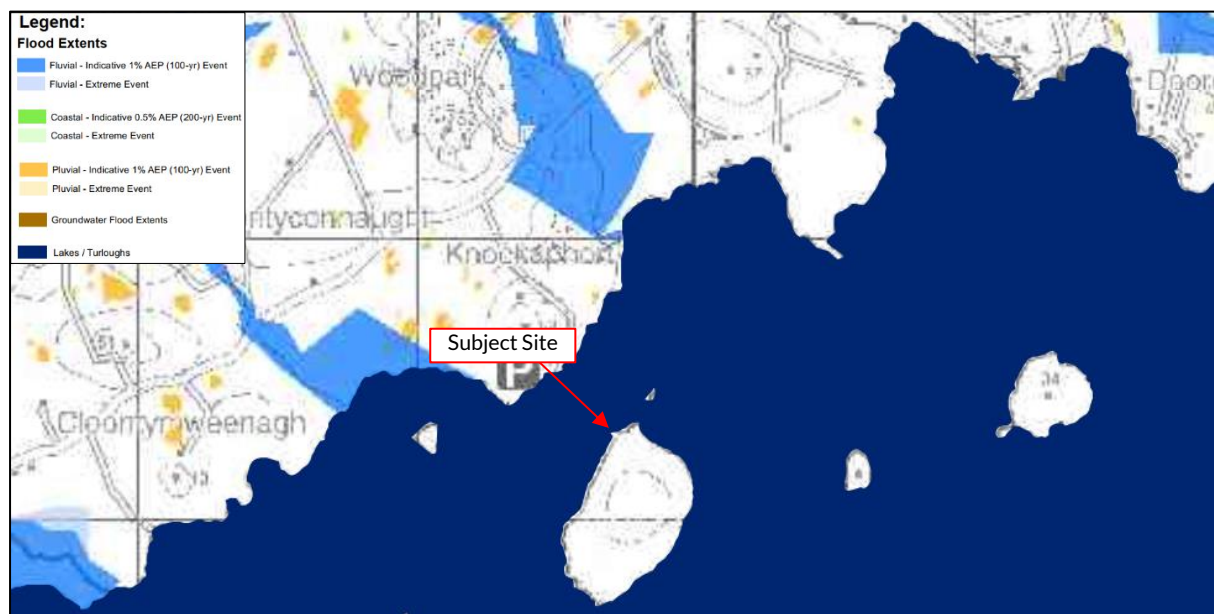 Legend:
Flood Extents
Fluvial - Indicative 1% AEP (100-yr) Event
Fluvial - Extreme Event
Coastal - Indicative 0.5% AEP (200-yr) Event
Coastal - Extreme Event
Pluvial - Indicative 1% AEP (100-yr) Event
Pluvial - Extreme Event
Groundwater Flood Extents
Lakes / Turloughs
Woodpark
Knockaphort
Subject Site
P
34